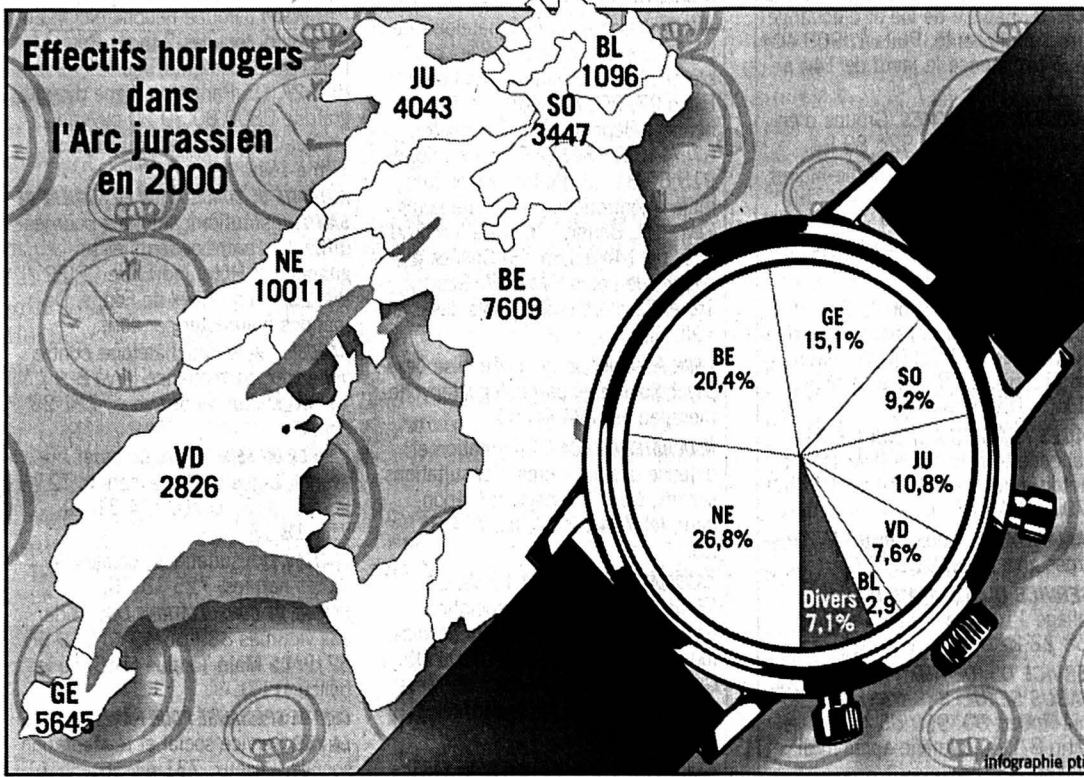 Effectifs horlogers
dans
l'Arc jurassien
en 2000
BL
1096
JU
4043
SO
3447
NE
10011
BE
7609
VD
2826
GE
5645
GE
15,1%
BE
20,4%
SO
9,2%
JU
10,8%
NE
26,8%
VD
7,6%
BL
2,9
Divers
7,1%
infographie